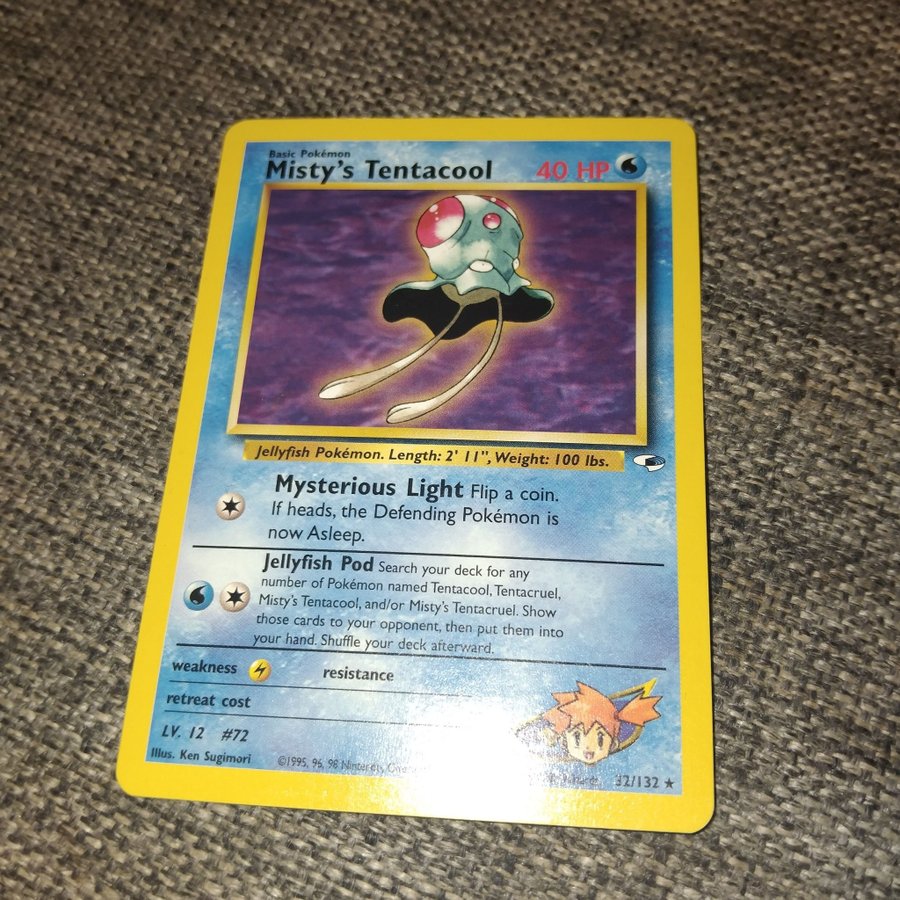 Basic Pokémon
Misty's Tentacool 40 HP
Jellyfish Pokémon. Length: 2' 11", Weight: 100 lbs.
Mysterious Light Flip a coin.
If heads, the Defending Pokémon is
now Asleep.
Jellyfish Pod Search your deck for any
number of Pokémon named Tentacool, Tentacruel,
Misty's Tentacool, and/or Misty's Tentacruel. Show
those cards to your opponent, then put them into
your hand. Shuffle your deck afterward.
weakness resistance
retreat cost
LV. 12 #72
Illus. Ken Sugimori
©1995, 96, 98 Nintendo,
32/132 ★